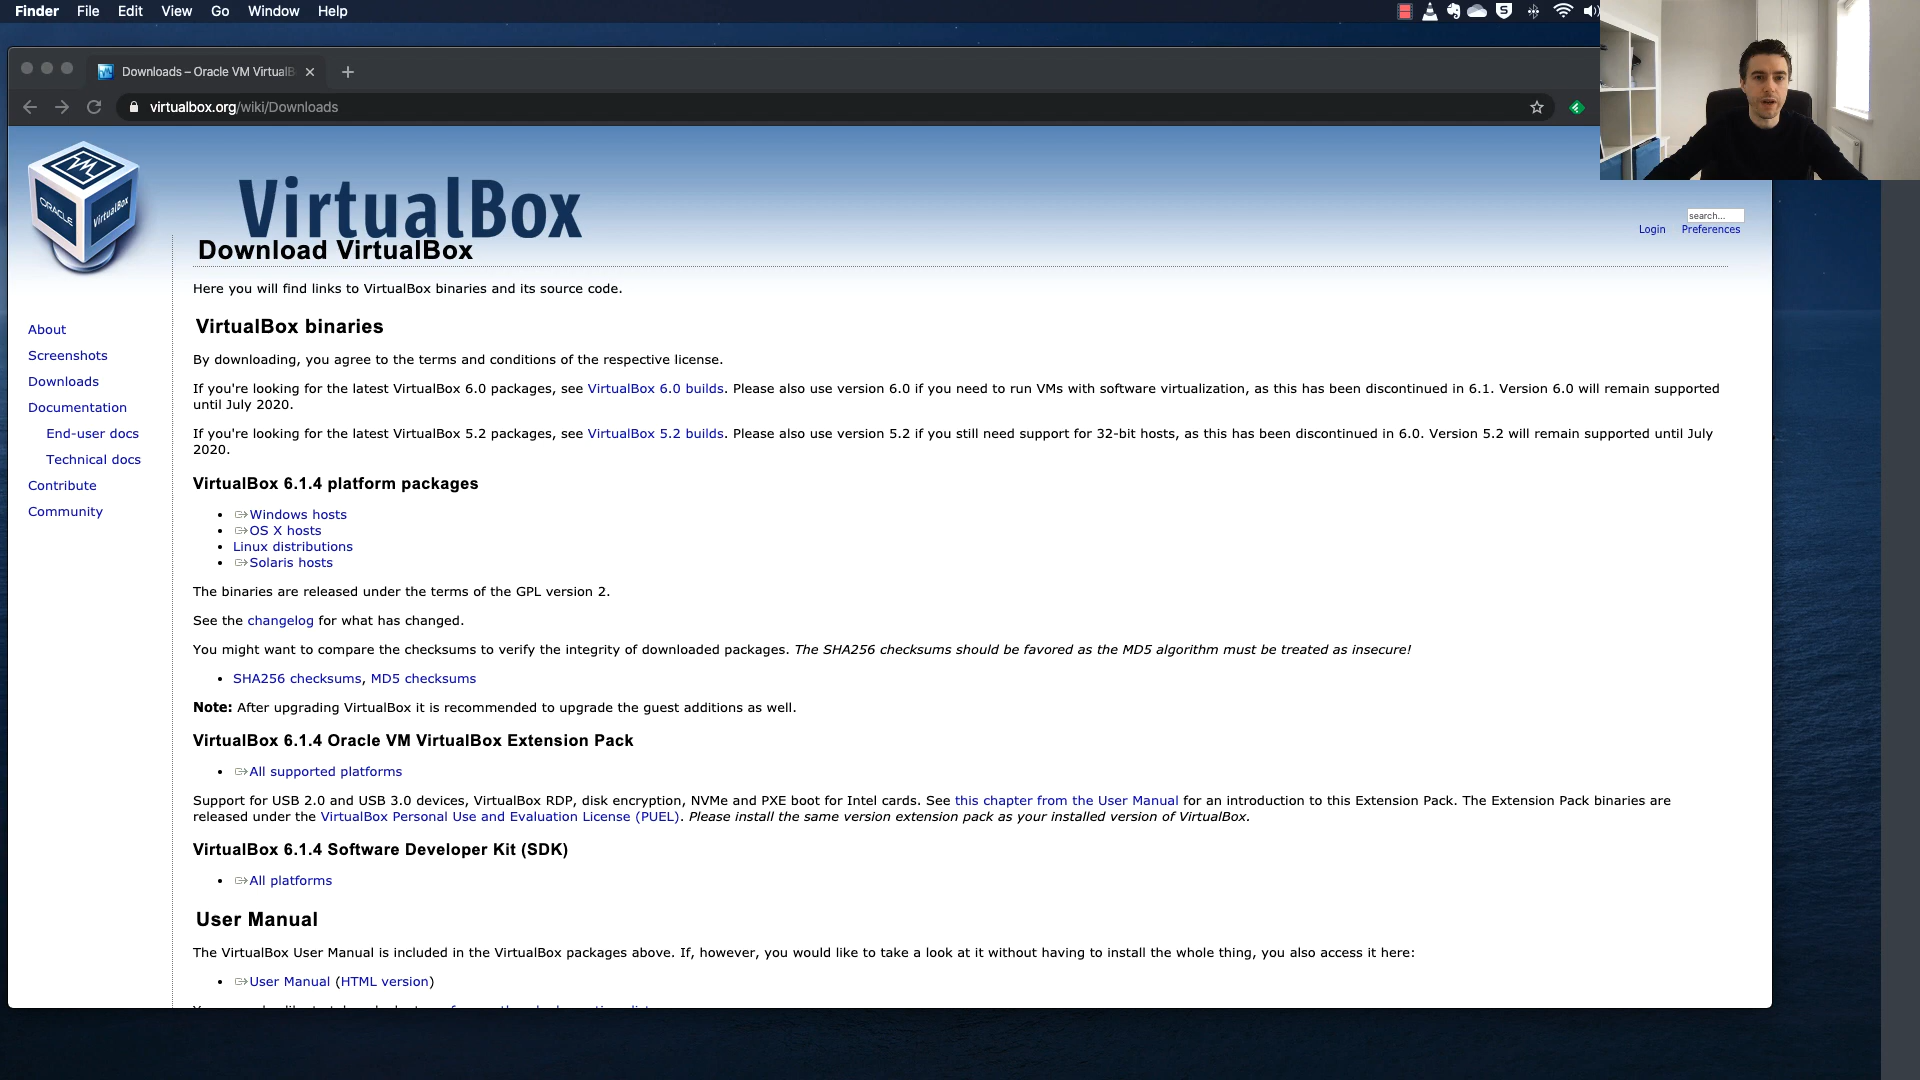 Finder File Edit View Go Window Help
Downloads – Oracle VM VirtualB
virtualbox.org/wiki/Downloads
ORACLE
VirtualBox
VirtualBox
search...
Login Preferences
Download VirtualBox
Here you will find links to VirtualBox binaries and its source code.
About
Screenshots
Downloads
Documentation
End-user docs
Technical docs
Contribute
Community
VirtualBox binaries
By downloading, you agree to the terms and conditions of the respective license.
If you're looking for the latest VirtualBox 6.0 packages, see VirtualBox 6.0 builds. Please also use version 6.0 if you need to run VMs with software virtualization, as this has been discontinued in 6.1. Version 6.0 will remain supported
until July 2020.
If you're looking for the latest VirtualBox 5.2 packages, see VirtualBox 5.2 builds. Please also use version 5.2 if you still need support for 32-bit hosts, as this has been discontinued in 6.0. Version 5.2 will remain supported until July
2020.
VirtualBox 6.1.4 platform packages
Windows hosts
OS X hosts
Linux distributions
Solaris hosts
The binaries are released under the terms of the GPL version 2.
See the changelog for what has changed.
You might want to compare the checksums to verify the integrity of downloaded packages. The SHA256 checksums should be favored as the MD5 algorithm must be treated as insecure!
SHA256 checksums, MD5 checksums
Note: After upgrading VirtualBox it is recommended to upgrade the guest additions as well.
VirtualBox 6.1.4 Oracle VM VirtualBox Extension Pack
All supported platforms
Support for USB 2.0 and USB 3.0 devices, VirtualBox RDP, disk encryption, NVMe and PXE boot for Intel cards. See this chapter from the User Manual for an introduction to this Extension Pack. The Extension Pack binaries are
released under the VirtualBox Personal Use and Evaluation License (PUEL). Please install the same version extension pack as your installed version of VirtualBox.
VirtualBox 6.1.4 Software Developer Kit (SDK)
All platforms
User Manual
The VirtualBox User Manual is included in the VirtualBox packages above. If, however, you would like to take a look at it without having to install the whole thing, you also access it here:
User Manual (HTML version)